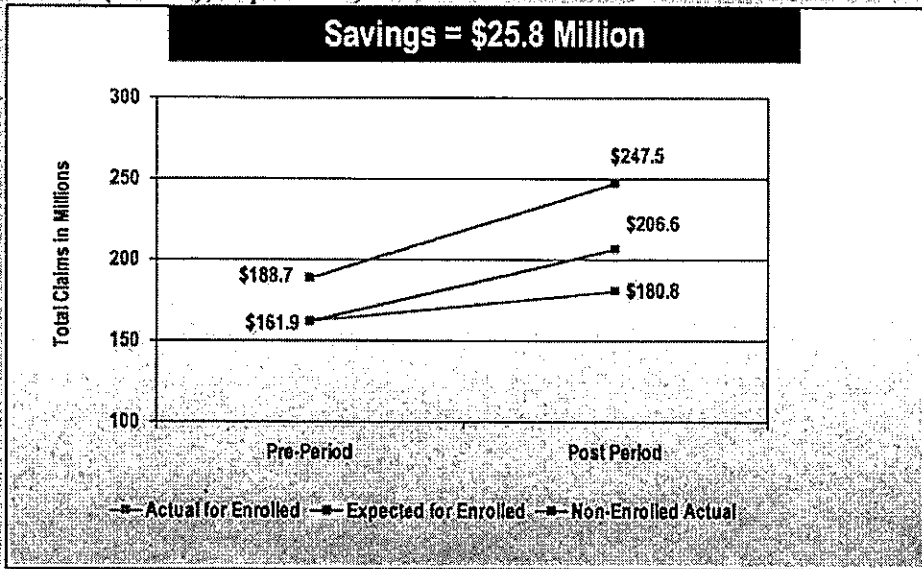 Savings = $25.8 Million
300
250
200
150
100
Total Claims in Millions
$247.5
$206.6
$188.7
$180.8
$161.9
Pre-Period
Post Period
Actual for Enrolled
Expected for Enrolled
Non-Enrolled Actual